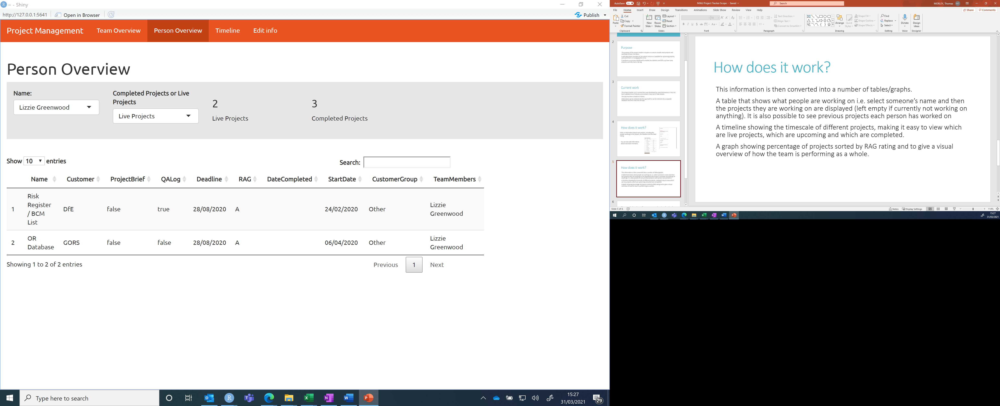 ~ - Shiny
http://127.0.0.1:5641
Open in Browser
Publish
Project Management
Team Overview
Person Overview
Timeline
Edit info
Person Overview
Name:
Lizzie Greenwood
Completed Projects or Live
Projects
Live Projects
2
Live Projects
3
Completed Projects
Show 10 entries
Search:
Name Customer ProjectBrief QALog Deadline RAG DateCompleted StartDate CustomerGroup TeamMembers
1 Risk Register / BCM List DfE false true 28/08/2020 A 24/02/2020 Other Lizzie Greenwood
2 OR Database GORS false false 28/08/2020 A 06/04/2020 Other Lizzie Greenwood
Showing 1 to 2 of 2 entries
Previous 1 Next
Type here to search
15:27
31/03/2021
29
AutoSave On
MIAU Project Tracker Scope - Saved
Search
MORLEY, Thomas
MT
File Home Insert Draw Design Transitions Animations Slide Show Review View Help
Share
Comments
Paste
Cut
Copy
Format Painter
Clipboard
New
Slide
Reuse
Slides
Layout
Reset
Section
Slides
Font
Text Direction
Align Text
Convert to SmartArt
Paragraph
Arrange
Quick
Styles
Shape Fill
Shape Outline
Shape Effects
Drawing
Find
Replace
Select
Editing
Dictate
Voice
Design
Ideas
Designer
2
Purpose
3
Current work
4
How does it work?
You can also add information
about new team members.
5
How does it work?
6
How does it work?
This information is then converted into a number of tables/graphs.
A table that shows what people are working on i.e. select someone’s name and then
the projects they are working on are displayed (left empty if currently not working on
anything). It is also possible to see previous projects each person has worked on
A timeline showing the timescale of different projects, making it easy to view which
are live projects, which are upcoming and which are completed.
A graph showing percentage of projects sorted by RAG rating and to give a visual
overview of how the team is performing as a whole.
Slide 5 of 6
Notes
Display Settings
114%
15:27
31/03/2021